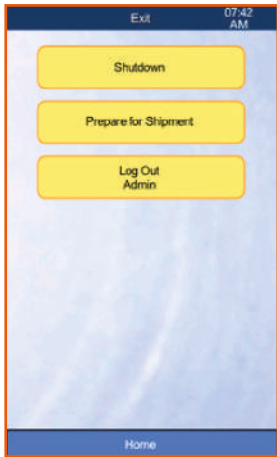 Exit
07:42
AM
Shutdown
Prepare for Shipment
Log Out
Admin
Home